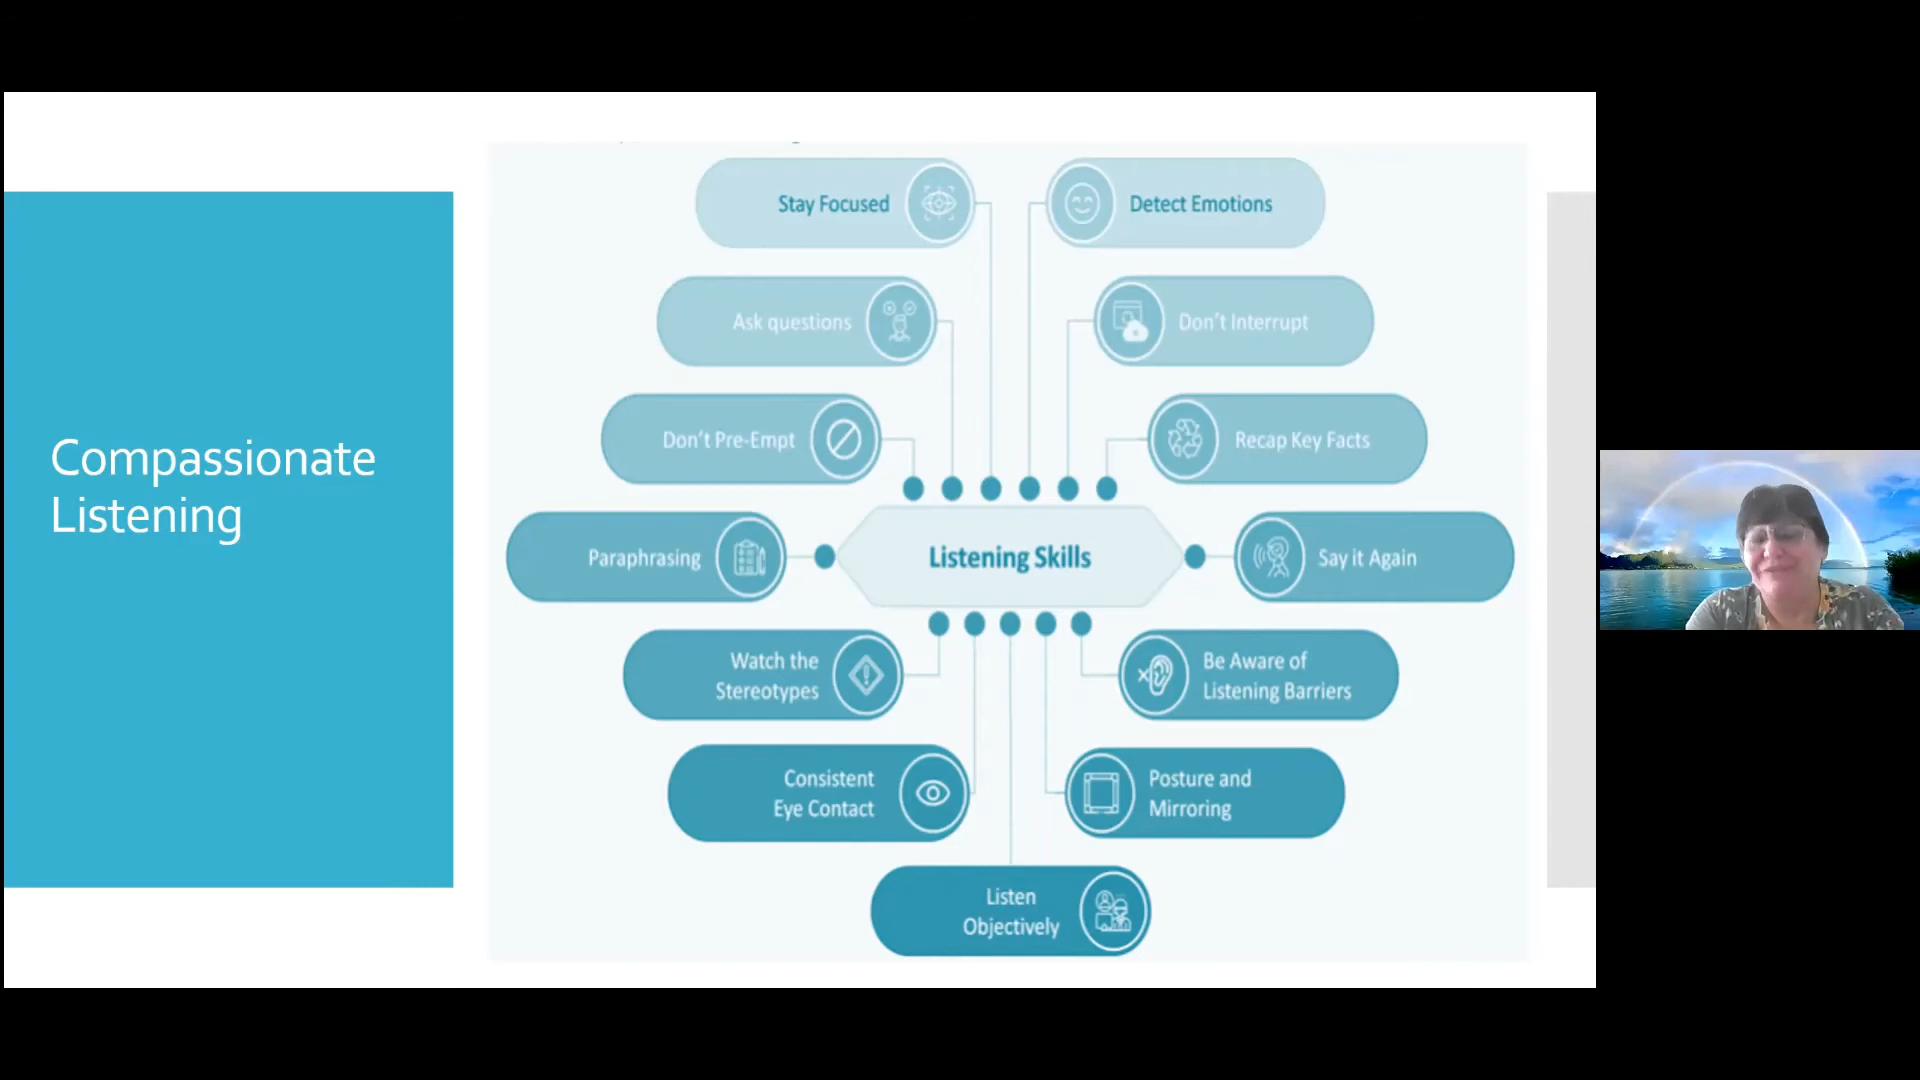 Compassionate
Listening
Stay Focused
Detect Emotions
Ask questions
Don't Interrupt
Don't Pre-Empt
Recap Key Facts
Paraphrasing
Listening Skills
Say it Again
Watch the
Stereotypes
Be Aware of
Listening Barriers
Consistent
Eye Contact
Posture and
Mirroring
Listen
Objectively